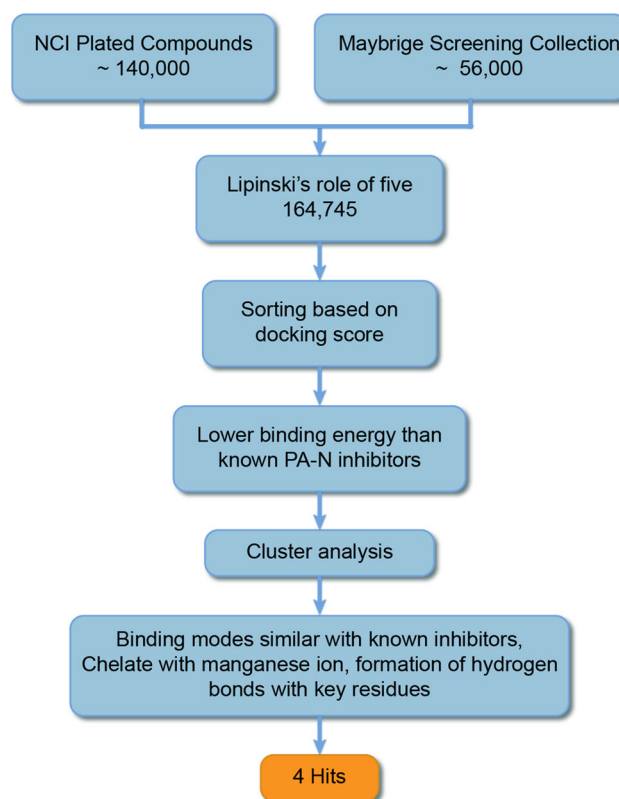 NCI Plated Compounds
~ 140,000
Maybrige Screening Collection
~ 56,000
Lipinski's role of five
164,745
Sorting based on
docking score
Lower binding energy than
known PA-N inhibitors
Cluster analysis
Binding modes similar with known inhibitors,
Chelate with manganese ion, formation of hydrogen
bonds with key residues
4 Hits